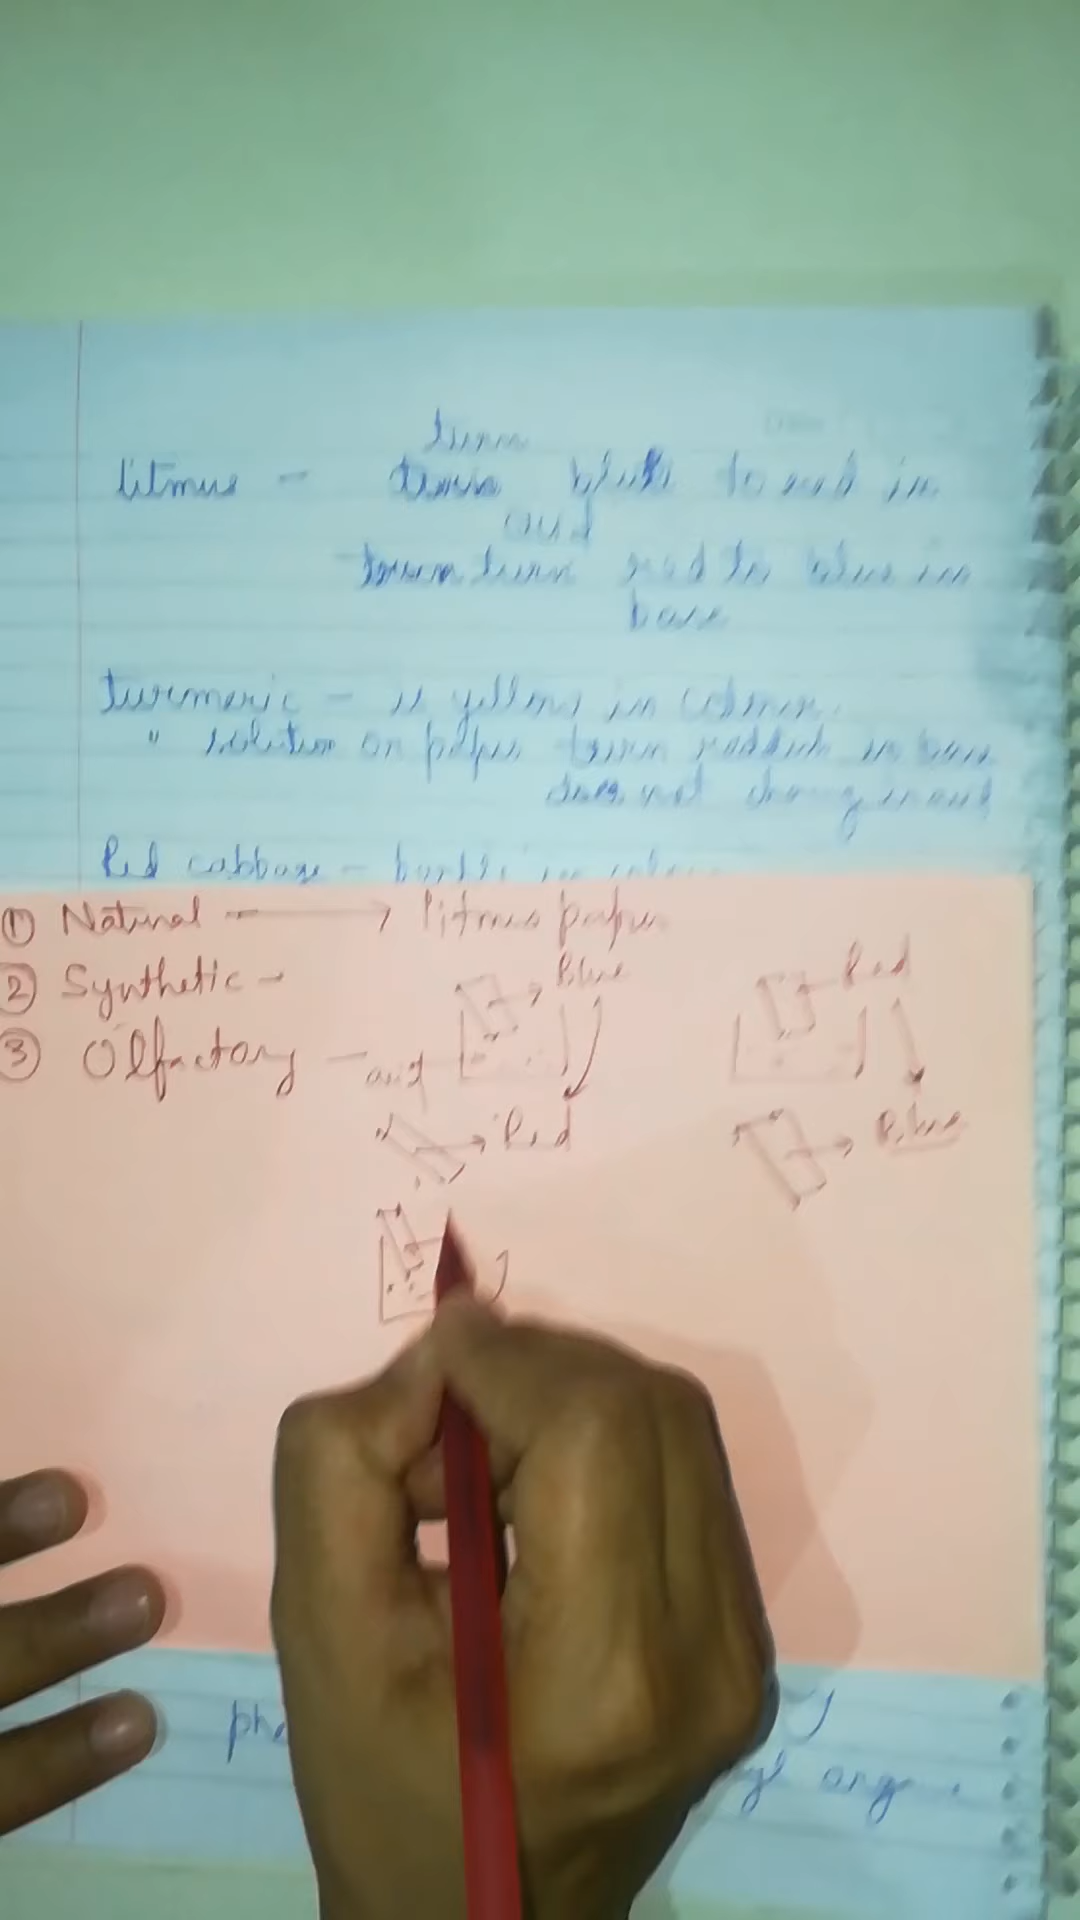 turn
litmus - blue to red in
acid
turn red to blue in
base
turmeric - is yellow in colour.
" solution or paper turn reddish in base
does not change in acid
Red cabbage -
① Natural → litmus paper
② Synthetic -
③ Olfactory -
Blue
Red
acid
Red
Blue